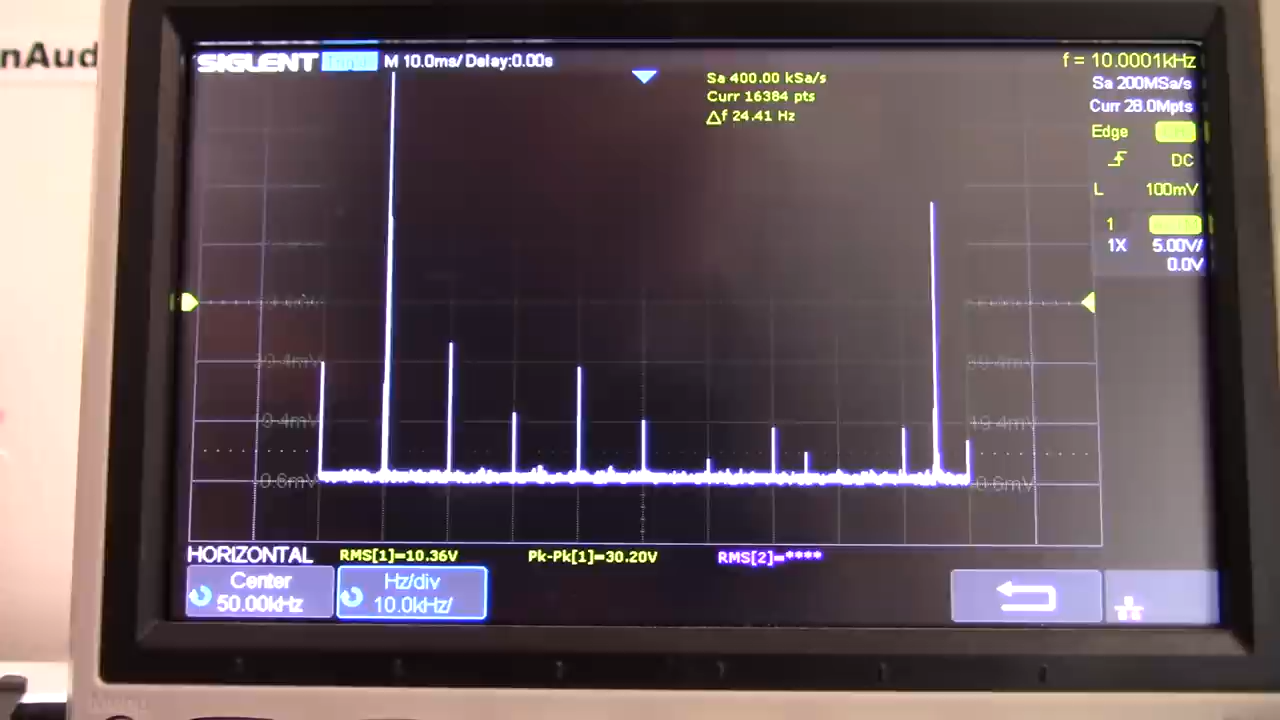 nAud
SIGLENT M 10.0ms/ Delay:0.00s
f = 10.0001kHz
Sa 400.00 kSa/s
Curr 16384 pts
△f 24.41 Hz
Sa 200MSa/s
Curr 28.0Mpts
Edge
DC
L 100mV
1
1X 5.00V/
0.0V
HORIZONTAL
RMS[1]=10.36V
Pk-Pk[1]=30.20V
RMS[2]=****
Center
50.00kHz
Hz/div
10.0kHz/